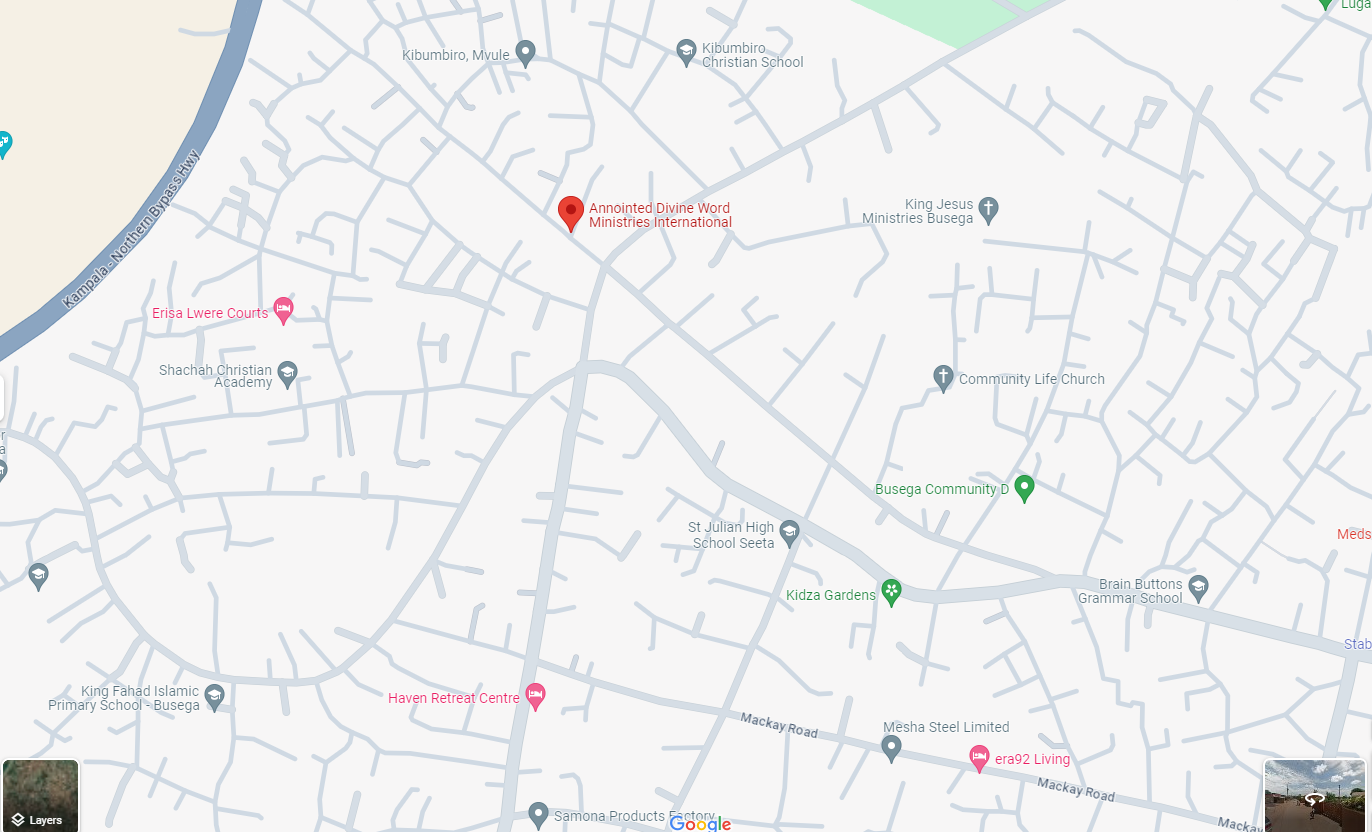 Luga
Kibumbiro, Mvule
Kibumbiro
Christian School
Kampala - Northern Bypass Hwy
Annointed Divine Word
Ministries International
King Jesus
Ministries Busega
Erisa Lwere Courts
Shachah Christian
Academy
Community Life Church
r
a
Busega Community D
St Julian High
School Seeta
Meds
Kidza Gardens
Brain Buttons
Grammar School
Stab
King Fahad Islamic
Primary School - Busega
Haven Retreat Centre
Mackay Road
Mesha Steel Limited
era92 Living
Mackay Road
Layers
Samona Products Factory
Google
Mackay